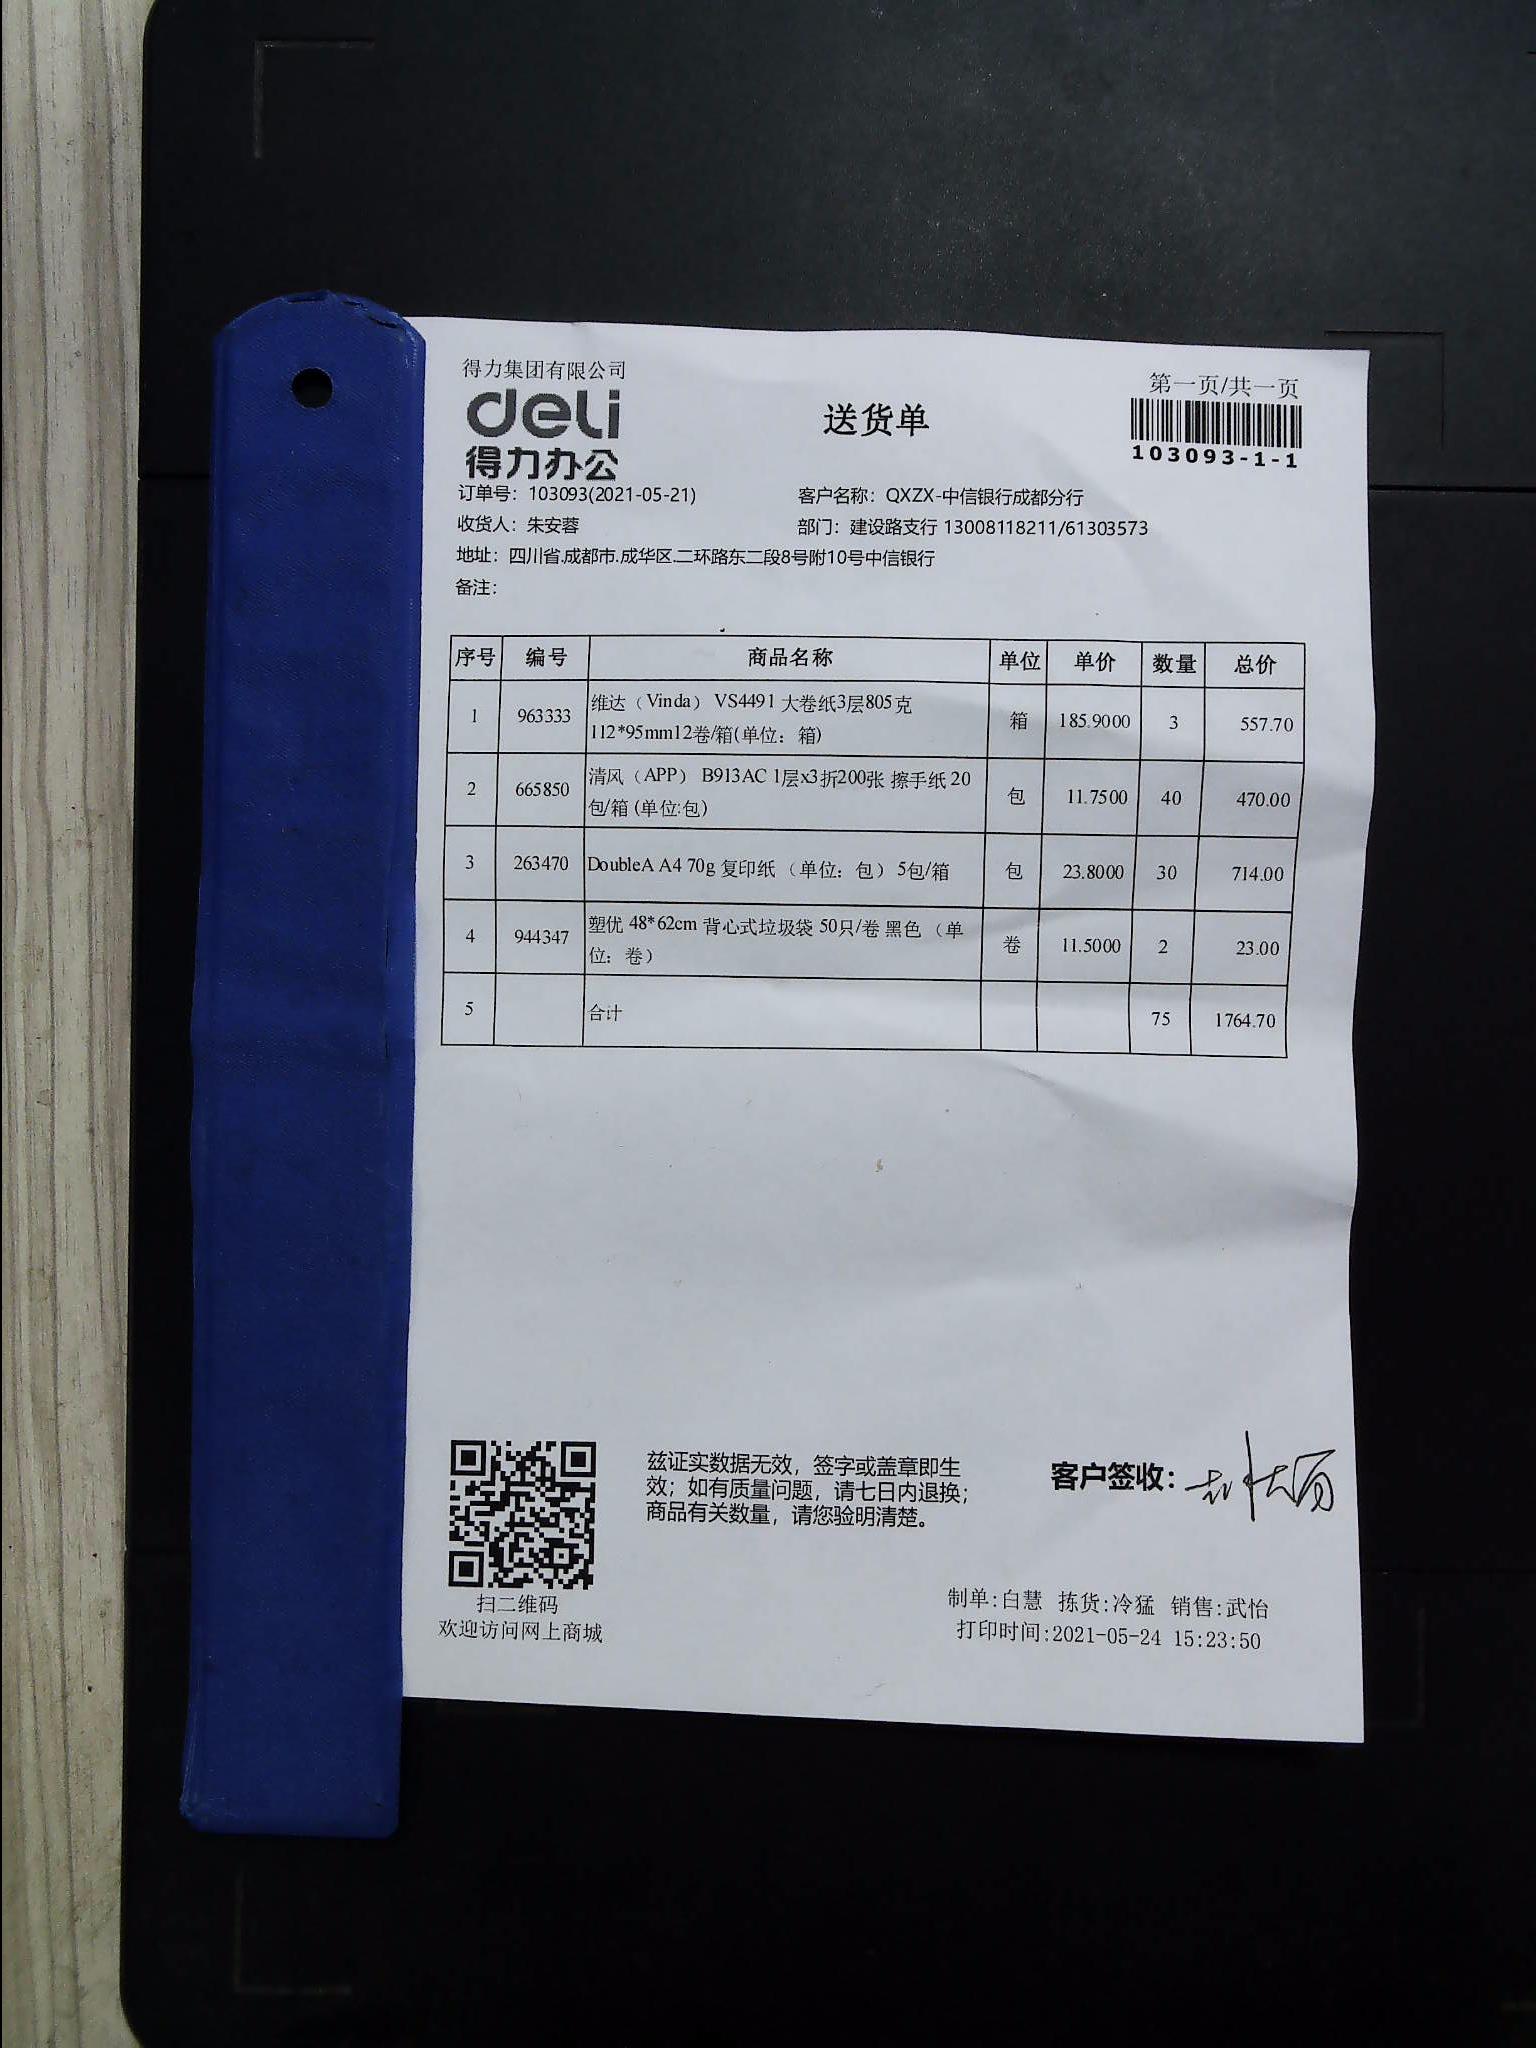 得力集团有限公司
deli
得力办公
送货单
第一页/共一页
103093-1-1
订单号：103093(2021-05-21)
客户名称：QXZX-中信银行成都分行
收货人：朱安蓉
部门：建设路支行 13008118211/61303573
地址：四川省.成都市.成华区.二环路东二段8号附10号中信银行
备注：
序号 编号 商品名称 单位 单价 数量 总价
1 963333 维达（Vinda） VS4491 大卷纸3层805克 箱 185.9000 3 557.70
112*95mm12卷/箱(单位：箱)
2 665850 清风（APP） B913AC 1层x3折200张 擦手纸 20 包 11.7500 40 470.00
包/箱 (单位:包)
3 263470 DoubleA A4 70g 复印纸 （单位：包） 5包/箱 包 23.8000 30 714.00
4 944347 塑优 48*62cm 背心式垃圾袋 50只/卷 黑色 （单 卷 11.5000 2 23.00
位：卷）
5 合计 75 1764.70
兹证实数据无效，签字或盖章即生
效；如有质量问题，请七日内退换；
商品有关数量，请您验明清楚。
客户签收：
扫二维码
欢迎访问网上商城
制单:白慧 拣货:冷猛 销售:武怡
打印时间:2021-05-24 15:23:50